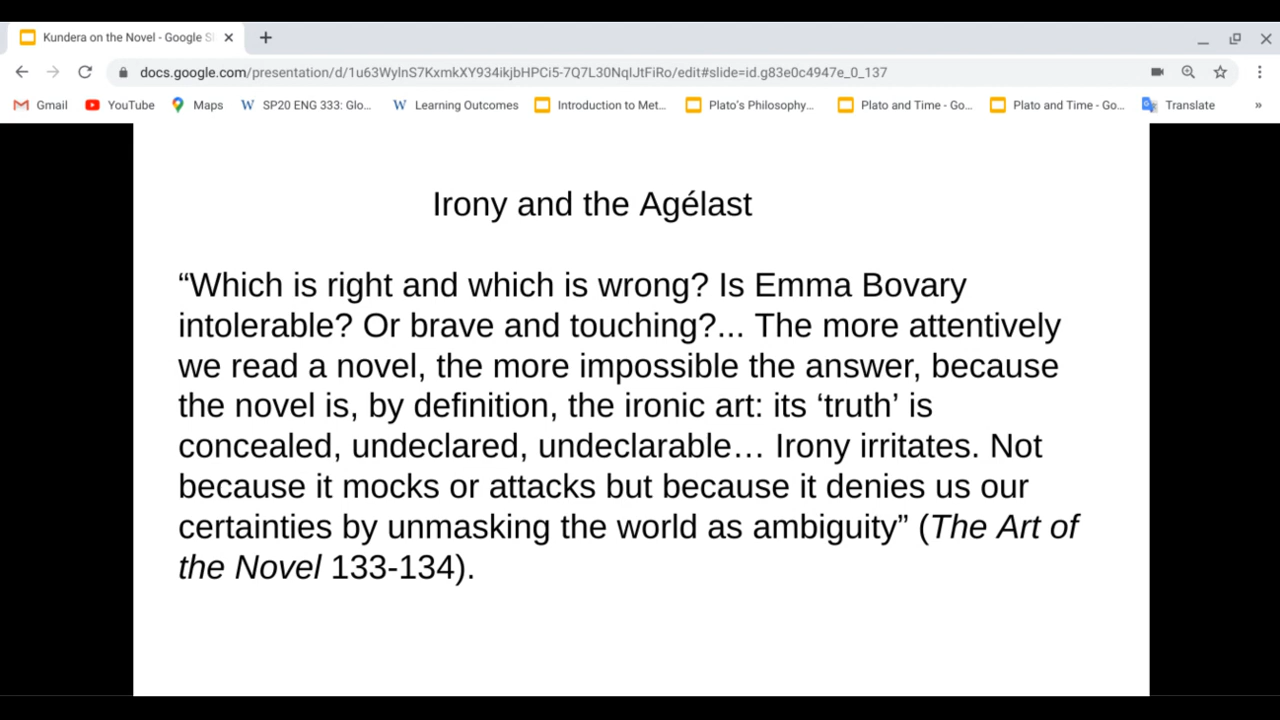 Kundera on the Novel - Google Sl
docs.google.com/presentation/d/1u63WylnS7KxmkXY934ikjbHPCi5-7Q7L30NqIJtFiRo/edit#slide=id.g83e0c4947e_0_137
Gmail YouTube Maps SP20 ENG 333: Glo... Learning Outcomes Introduction to Met... Plato's Philosophy... Plato and Time - Go... Plato and Time - Go... Translate »
Irony and the Agélast
“Which is right and which is wrong? Is Emma Bovary
intolerable? Or brave and touching?... The more attentively
we read a novel, the more impossible the answer, because
the novel is, by definition, the ironic art: its ‘truth’ is
concealed, undeclared, undeclarable… Irony irritates. Not
because it mocks or attacks but because it denies us our
certainties by unmasking the world as ambiguity” (The Art of
the Novel 133-134).